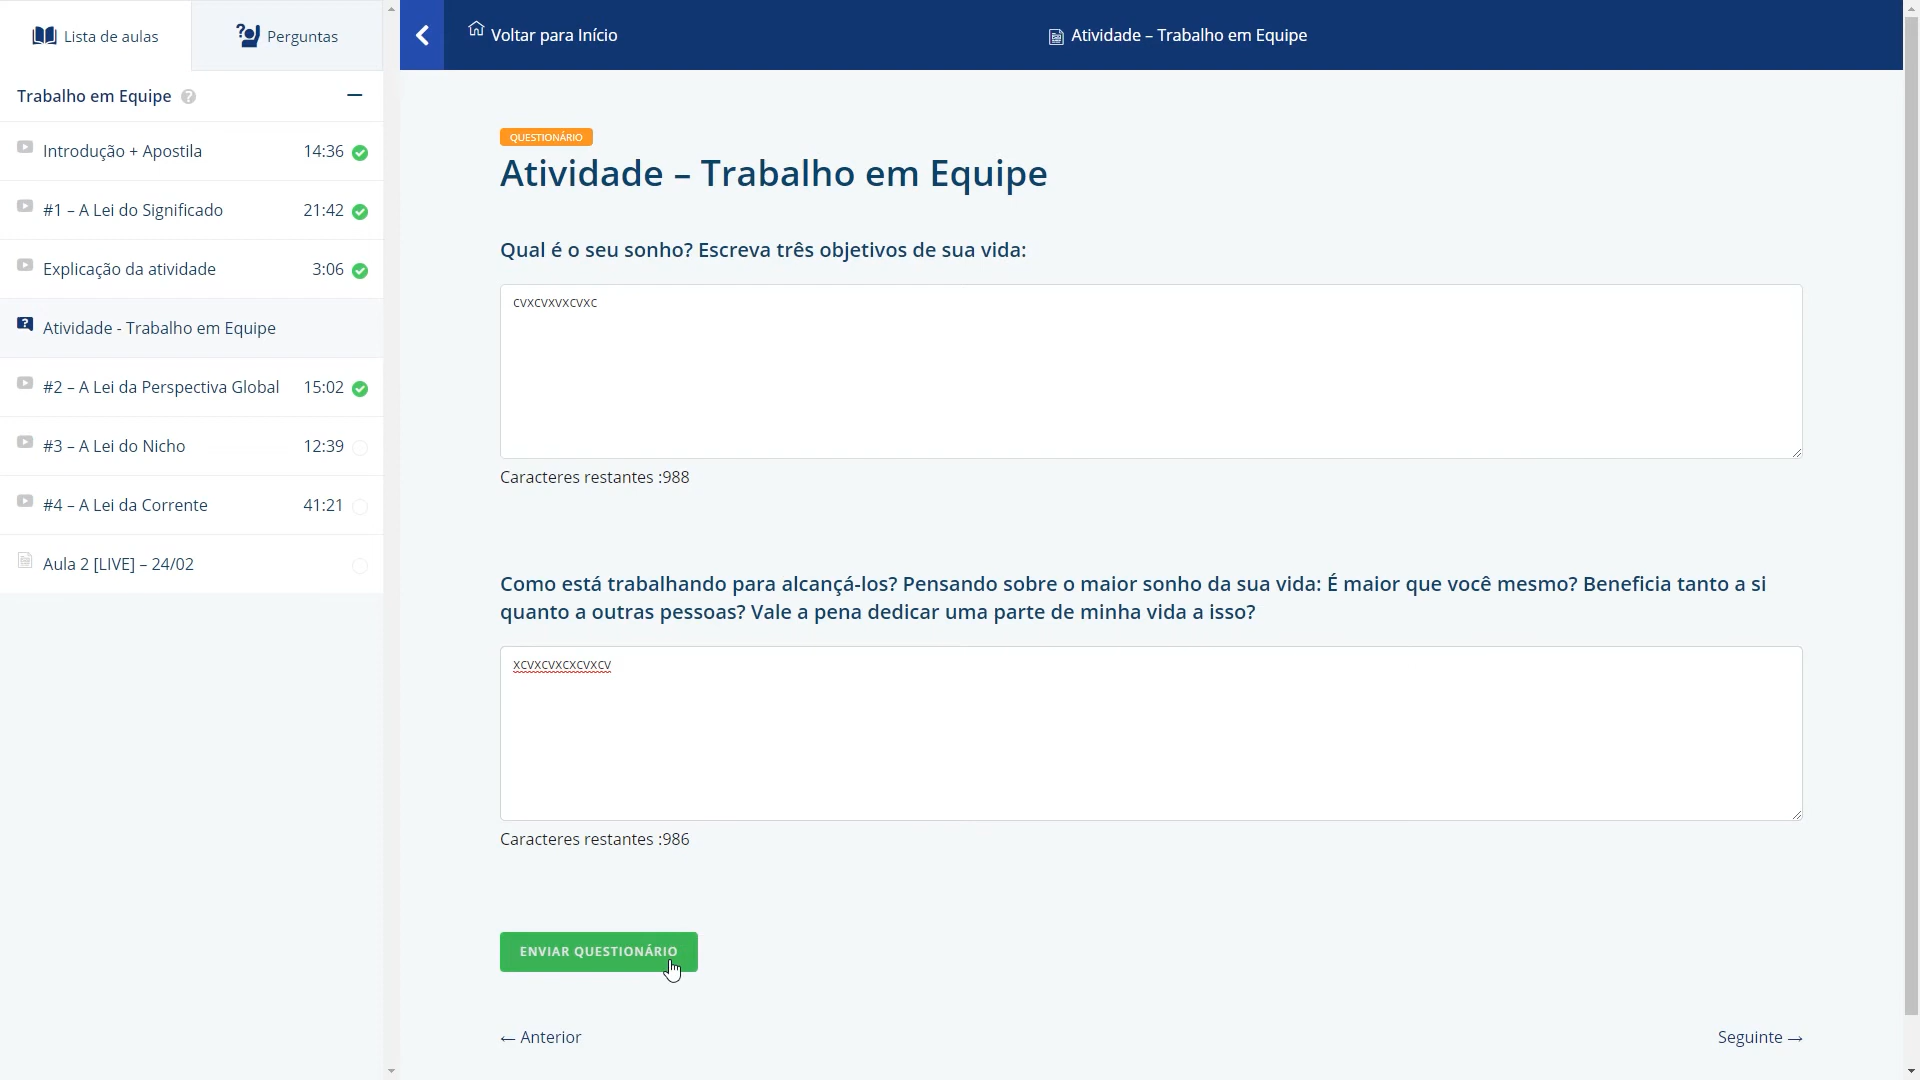 Lista de aulas
Perguntas
Trabalho em Equipe
Introdução + Apostila 14:36
#1 – A Lei do Significado 21:42
Explicação da atividade 3:06
Atividade - Trabalho em Equipe
#2 – A Lei da Perspectiva Global 15:02
#3 – A Lei do Nicho 12:39
#4 – A Lei da Corrente 41:21
Aula 2 [LIVE] – 24/02
Voltar para Início
Atividade – Trabalho em Equipe
QUESTIONÁRIO
Atividade – Trabalho em Equipe
Qual é o seu sonho? Escreva três objetivos de sua vida:
cvxcvxvxcvxc
Caracteres restantes :988
Como está trabalhando para alcançá-los? Pensando sobre o maior sonho da sua vida: É maior que você mesmo? Beneficia tanto a si
quanto a outras pessoas? Vale a pena dedicar uma parte de minha vida a isso?
xcvxcvxcxcvxcv
Caracteres restantes :986
ENVIAR QUESTIONÁRIO
← Anterior
Seguinte →